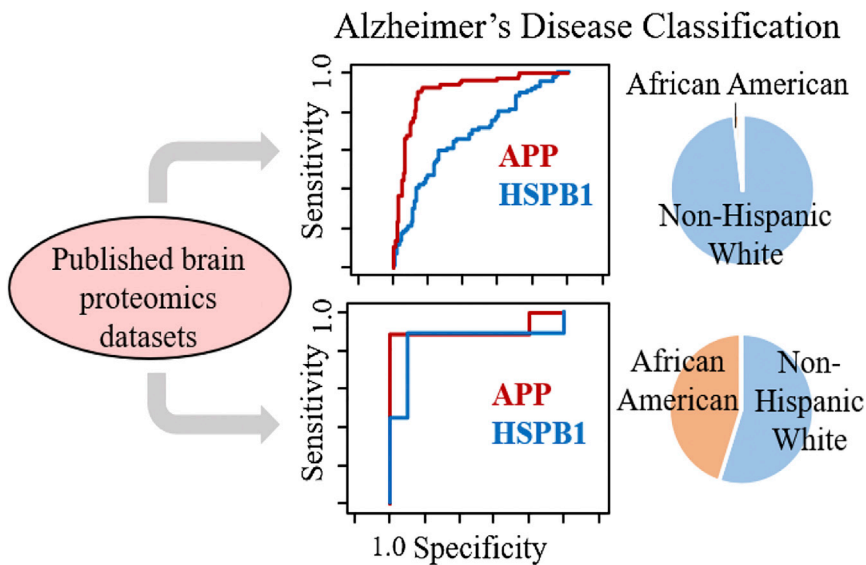 Alzheimer's Disease Classification
Published brain
proteomics
datasets
Sensitivity
1.0
APP
HSPB1
African American
Non-Hispanic
White
Sensitivity
1.0
APP
HSPB1
1.0 Specificity
African
American
Non-
Hispanic
White